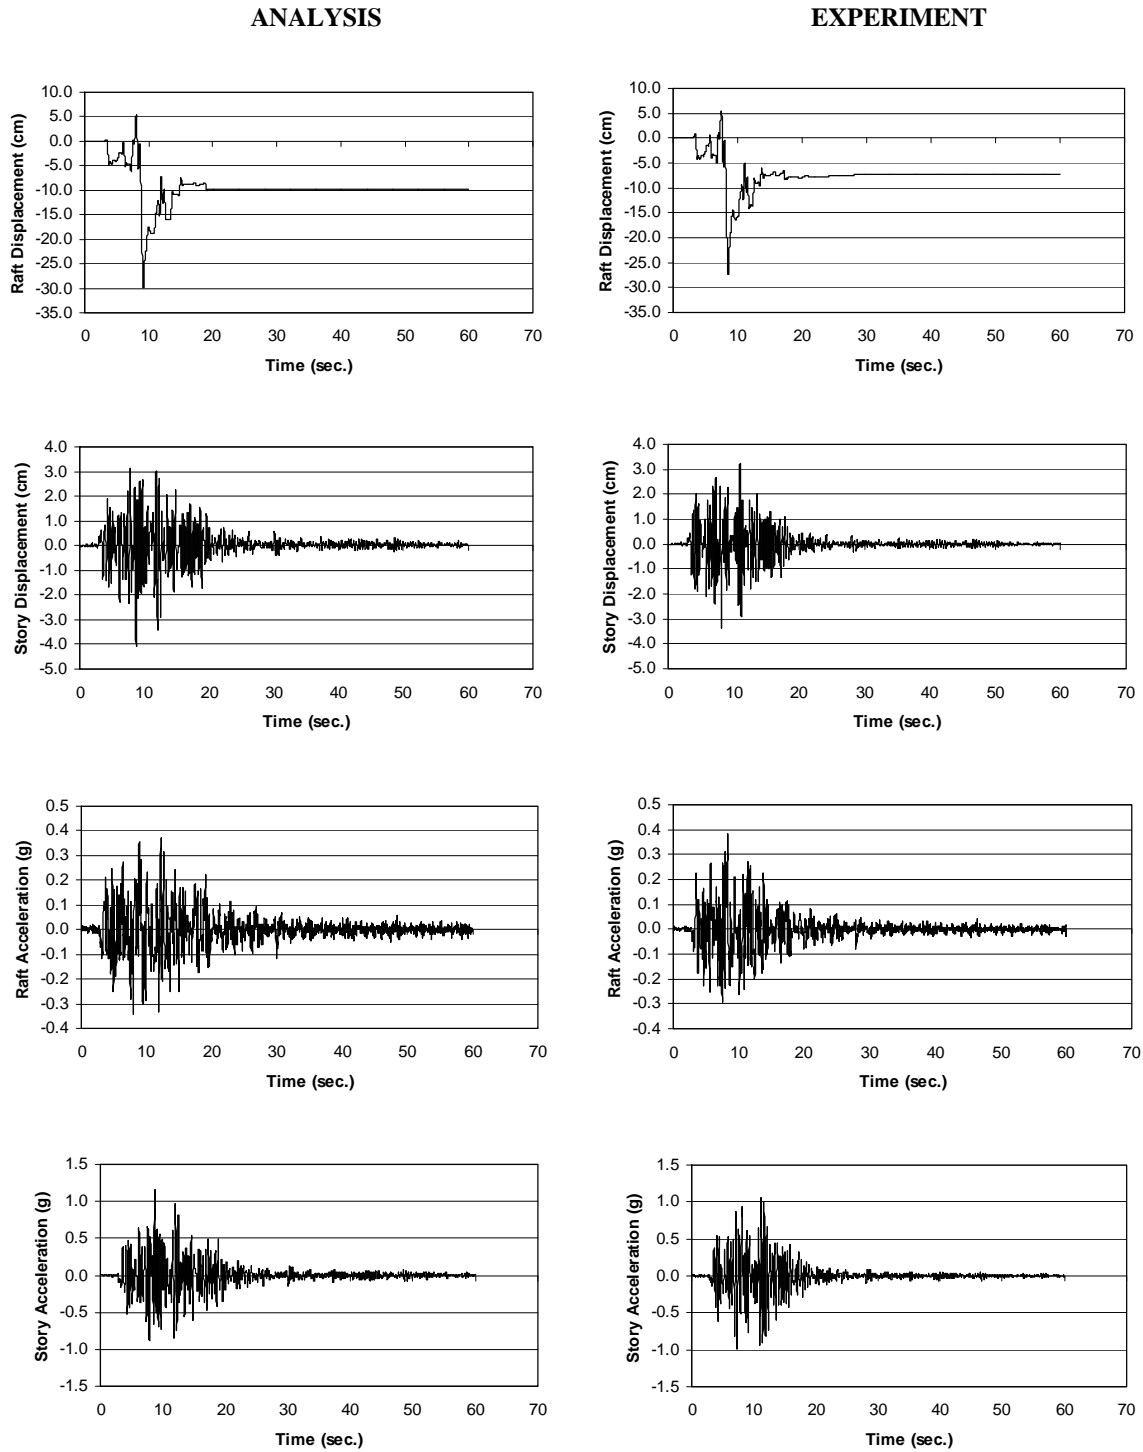 ANALYSIS
EXPERIMENT
Raft Displacement (cm)
10.0
5.0
0.0
-5.0
-10.0
-15.0
-20.0
-25.0
-30.0
-35.0
0 10 20 30 40 50 60 70
Time (sec.)
Raft Displacement (cm)
10.0
5.0
0.0
-5.0
-10.0
-15.0
-20.0
-25.0
-30.0
-35.0
0 10 20 30 40 50 60 70
Time (sec.)
Story Displacement (cm)
4.0
3.0
2.0
1.0
0.0
-1.0
-2.0
-3.0
-4.0
-5.0
0 10 20 30 40 50 60 70
Time (sec.)
Story Displacement (cm)
4.0
3.0
2.0
1.0
0.0
-1.0
-2.0
-3.0
-4.0
-5.0
0 10 20 30 40 50 60 70
Time (sec.)
Raft Acceleration (g)
0.5
0.4
0.3
0.2
0.1
0.0
-0.1
-0.2
-0.3
-0.4
0 10 20 30 40 50 60 70
Time (sec.)
Raft Acceleration (g)
0.5
0.4
0.3
0.2
0.1
0.0
-0.1
-0.2
-0.3
-0.4
0 10 20 30 40 50 60 70
Time (sec.)
Story Acceleration (g)
1.5
1.0
0.5
0.0
-0.5
-1.0
-1.5
0 10 20 30 40 50 60 70
Time (sec.)
Story Acceleration (g)
1.5
1.0
0.5
0.0
-0.5
-1.0
-1.5
0 10 20 30 40 50 60 70
Time (sec.)